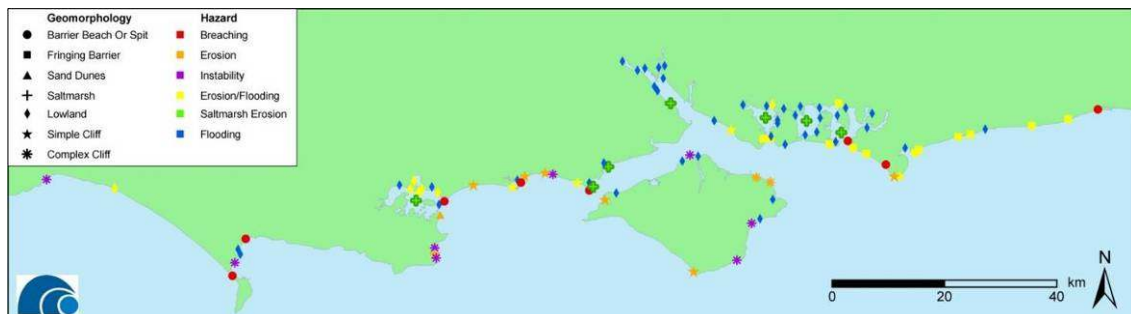 Geomorphology
Barrier Beach Or Spit
Fringing Barrier
Sand Dunes
Saltmarsh
Lowland
Simple Cliff
Complex Cliff
Hazard
Breaching
Erosion
Instability
Erosion/Flooding
Saltmarsh Erosion
Flooding
N
km
0 20 40